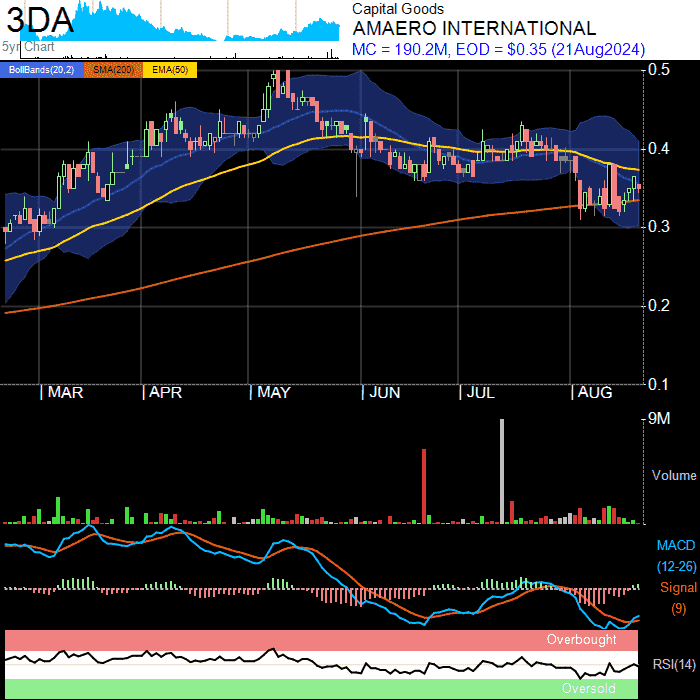 3DA
5yr Chart
Capital Goods
AMAERO INTERNATIONAL
MC = 190.2M, EOD = $0.35 (21Aug2024)
BollBands(20,2) SMA(200) EMA(50)
0.5
0.4
0.3
0.2
0.1
MAR APR MAY JUN JUL AUG
9M
Volume
MACD
(12-26)
Signal
(9)
Overbought
RSI(14)
Oversold